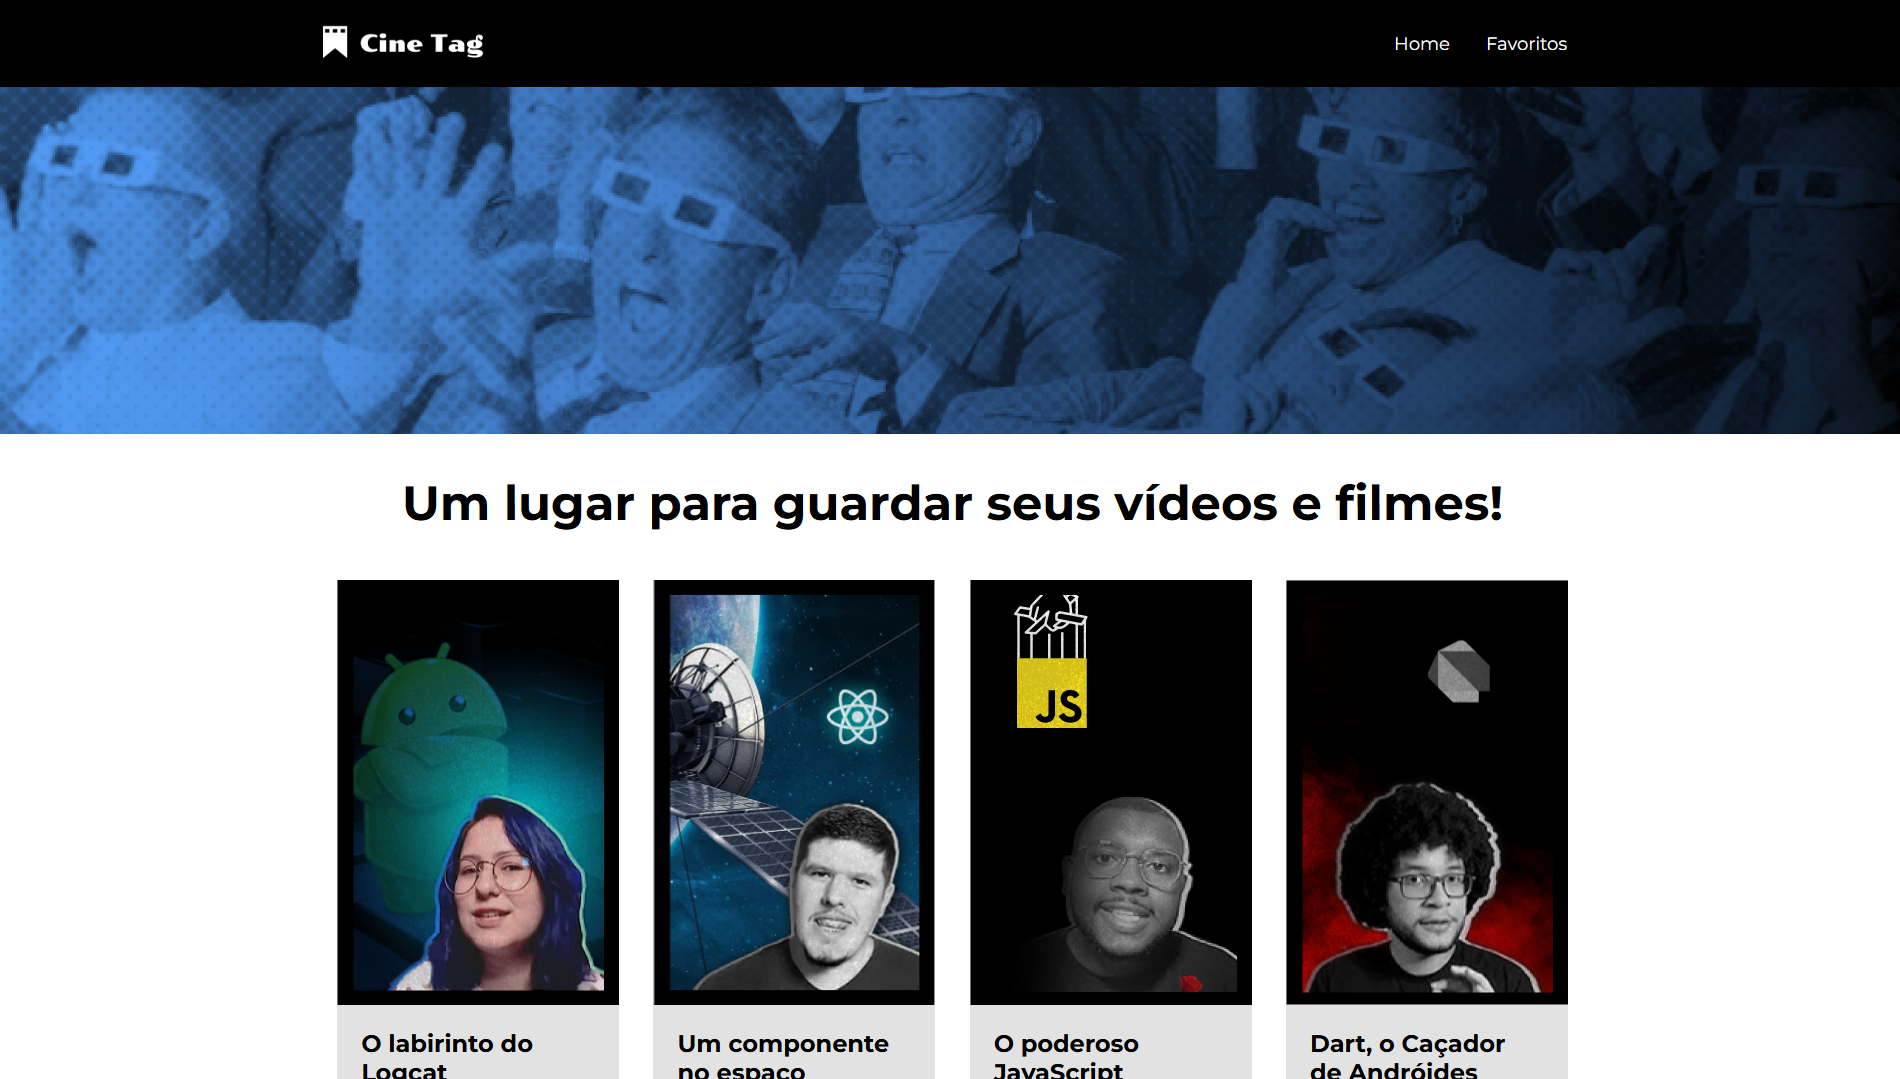 Cine Tag
Home
Favoritos
Um lugar para guardar seus vídeos e filmes!
JS
O labirinto do
Logcat
Um componente
no espaço
O poderoso
JavaScript
Dart, o Caçador
de Andróides